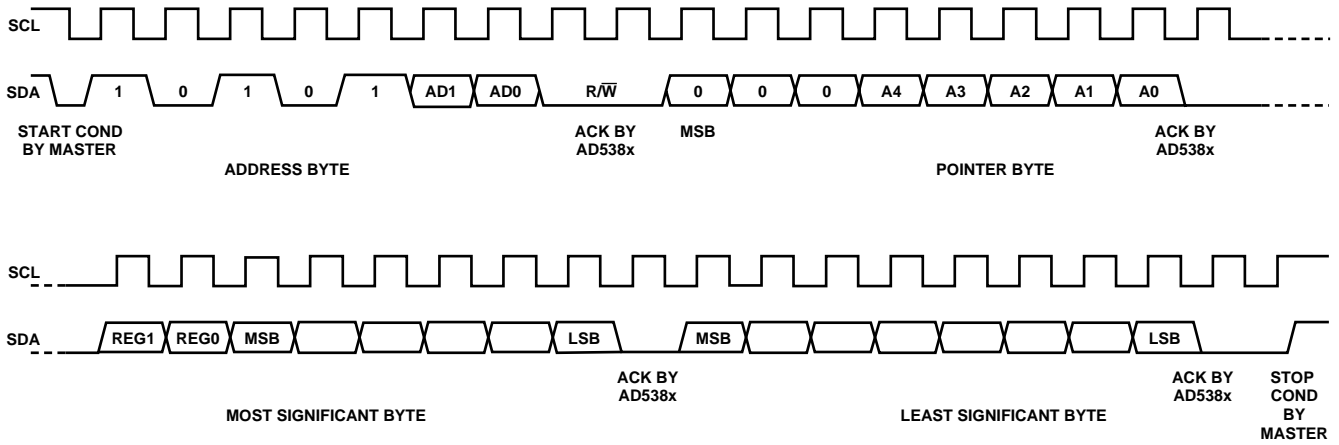 SCL
SDA 1 0 1 0 1 AD1 AD0 R/W̅ 0 0 0 A4 A3 A2 A1 A0
START COND BY MASTER
ACK BY AD538x
MSB
ACK BY AD538x
ADDRESS BYTE
POINTER BYTE
SCL
SDA REG1 REG0 MSB LSB MSB LSB
ACK BY AD538x
ACK BY AD538x
STOP COND BY MASTER
MOST SIGNIFICANT BYTE
LEAST SIGNIFICANT BYTE